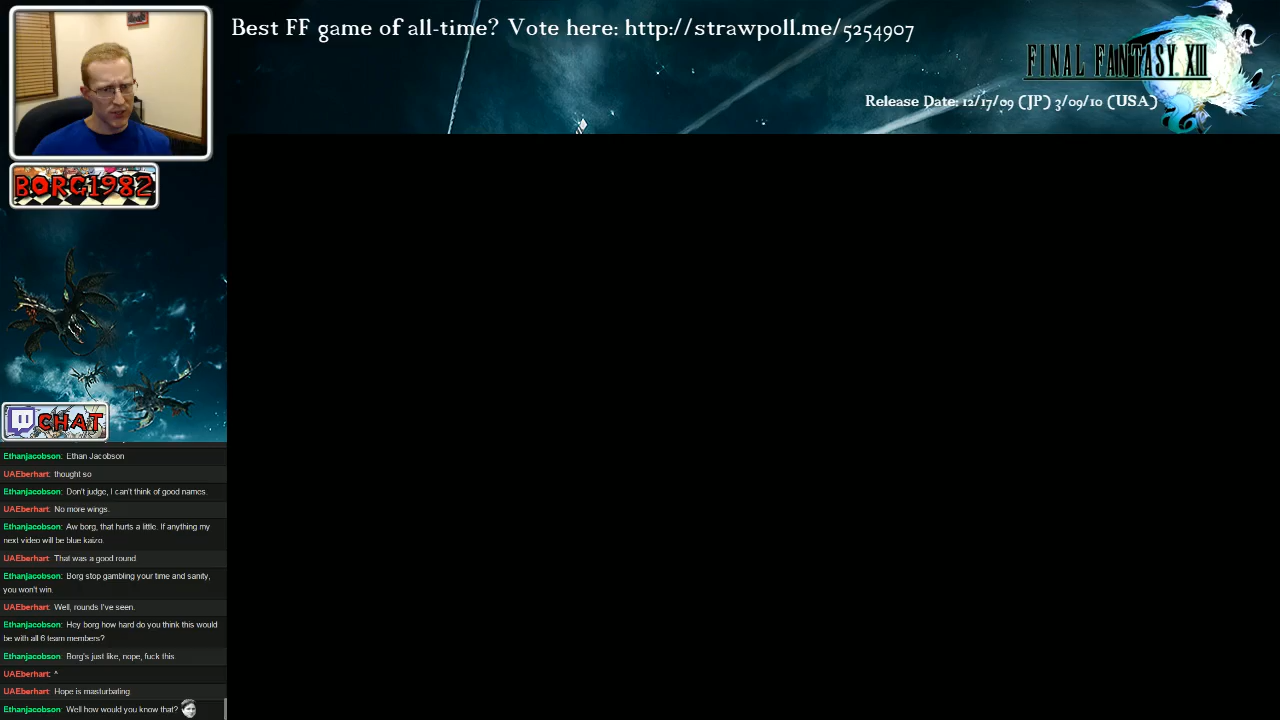 Best FF game of all-time? Vote here: http://strawpoll.me/5254907
FINAL FANTASY XIII
Release Date: 12/17/09 (JP) 3/09/10 (USA)
BORG1982
CHAT
Ethanjacobson: Ethan Jacobson
UAEberhart: thought so
Ethanjacobson: Don't judge, I can't think of good names.
UAEberhart: No more wings.
Ethanjacobson: Aw borg, that hurts a little. If anything my
next video will be blue kaizo.
UAEberhart: That was a good round
Ethanjacobson: Borg stop gambling your time and sanity,
you won't win.
UAEberhart: Well, rounds I've seen.
Ethanjacobson: Hey borg how hard do you think this would
be with all 6 team members?
Ethanjacobson: Borg's just like, nope, fuck this
UAEberhart: ^
UAEberhart: Hope is masturbating
Ethanjacobson: Well how would you know that?